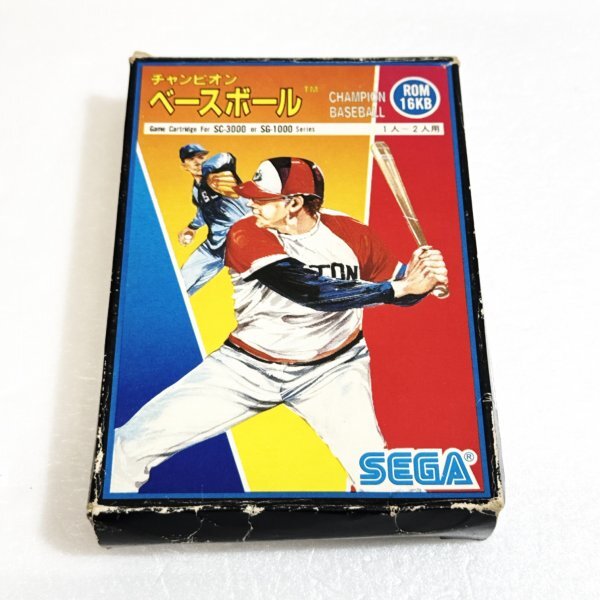 チャンピオン
ベースボール™
CHAMPION
BASEBALL
ROM
16KB
Game Cartridge For SC-3000 or SG-1000 Series
1人~2人用
S
TON
SEGA®